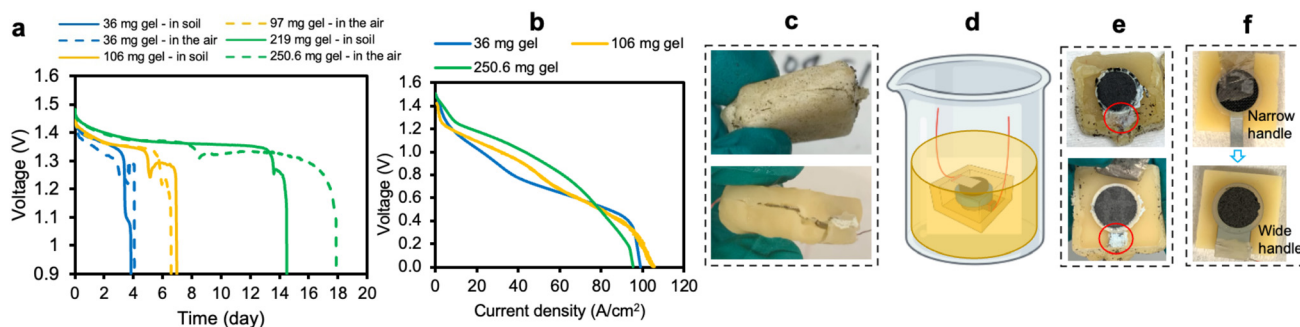 a
36 mg gel - in soil
97 mg gel - in the air
36 mg gel - in the air
219 mg gel - in soil
106 mg gel - in soil
250.6 mg gel - in the air
Voltage (V)
1.6
1.5
1.4
1.3
1.2
1.1
1
0.9
0 2 4 6 8 10 12 14 16 18 20
Time (day)
b
36 mg gel
106 mg gel
250.6 mg gel
Voltage (V)
1.6
1.4
1.2
1.0
0.8
0.6
0.4
0.2
0.0
0 20 40 60 80 100 120
Current density (A/cm²)
c
d
e
f
Narrow
handle
Wide
handle